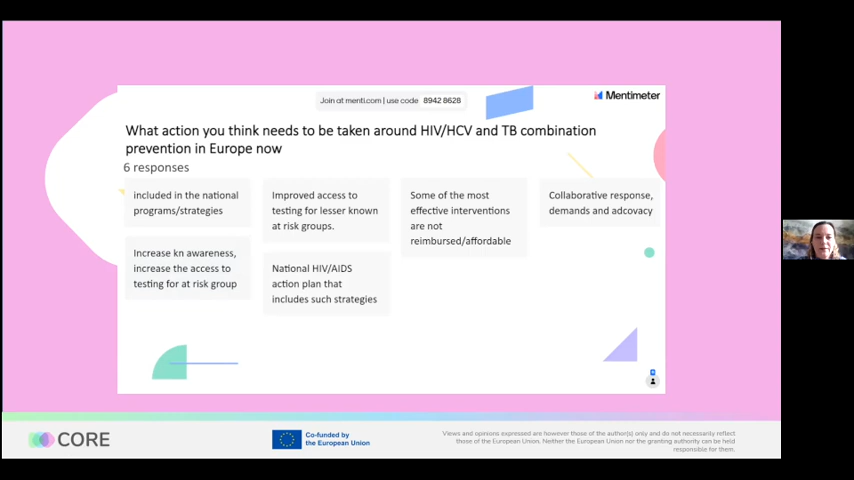 Join at menti.com | use code 8942 8628
Mentimeter
What action you think needs to be taken around HIV/HCV and TB combination
prevention in Europe now
6 responses
included in the national
programs/strategies
Increase kn awareness,
increase the access to
testing for at risk group
Improved access to
testing for lesser known
at risk groups.
National HIV/AIDS
action plan that
includes such strategies
Some of the most
effective interventions
are not
reimbursed/affordable
Collaborative response,
demands and adcvocacy
CORE
Co-funded by
the European Union
Views and opinions expressed are however those of the author(s) only and do not necessarily reflect
those of the European Union. Neither the European Union nor the granting authority can be held
responsible for them.